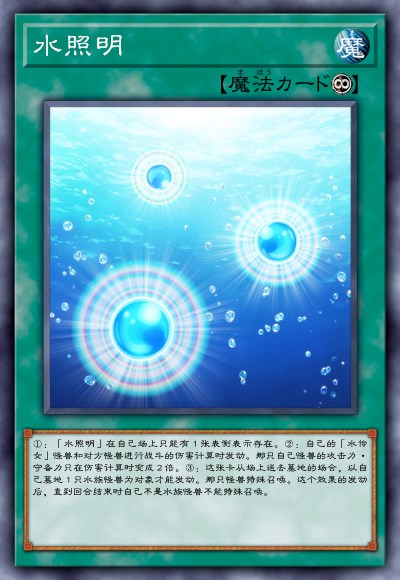 水照明
魔
【魔法カード】
まほう
①：「水照明」在自己场上只能有1张表侧表示存在。②：自己的「水伶
女」怪兽和对方怪兽进行战斗的伤害计算时发动。那只自己怪兽的攻击力·
守备力只在伤害计算时变成2倍。③：这张卡从场上送去墓地的场合，以自
己墓地1只水族怪兽为对象才能发动。那只怪兽特殊召唤。这个效果的发动
后，直到回合结束时自己不是水族怪兽不能特殊召唤。